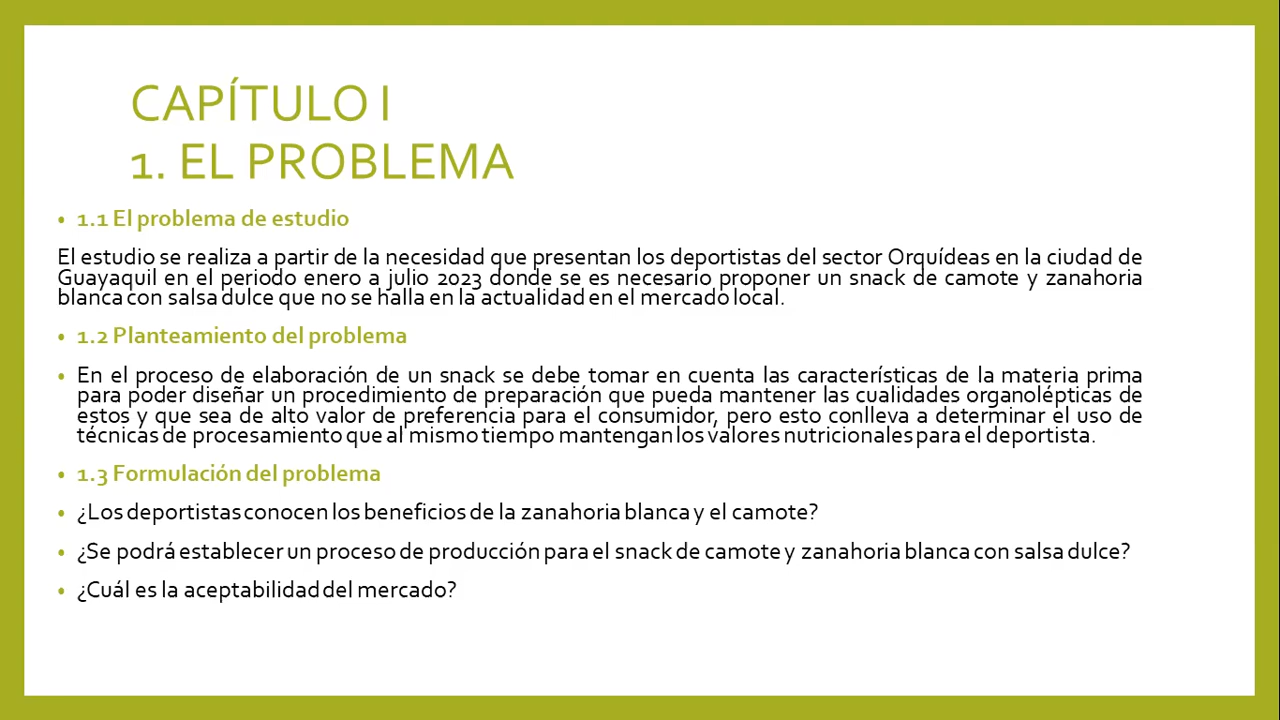 CAPÍTULO I
1. EL PROBLEMA
• 1.1 El problema de estudio
El estudio se realiza a partir de la necesidad que presentan los deportistas del sector Orquídeas en la ciudad de
Guayaquil en el periodo enero a julio 2023 donde se es necesario proponer un snack de camote y zanahoria
blanca con salsa dulce que no se halla en la actualidad en el mercado local.
• 1.2 Planteamiento del problema
• En el proceso de elaboración de un snack se debe tomar en cuenta las características de la materia prima
para poder diseñar un procedimiento de preparación que pueda mantener las cualidades organolépticas de
estos y que sea de alto valor de preferencia para el consumidor, pero esto conlleva a determinar el uso de
técnicas de procesamiento que al mismo tiempo mantengan los valores nutricionales para el deportista.
• 1.3 Formulación del problema
• ¿Los deportistas conocen los beneficios de la zanahoria blanca y el camote?
• ¿Se podrá establecer un proceso de producción para el snack de camote y zanahoria blanca con salsa dulce?
• ¿Cuál es la aceptabilidad del mercado?